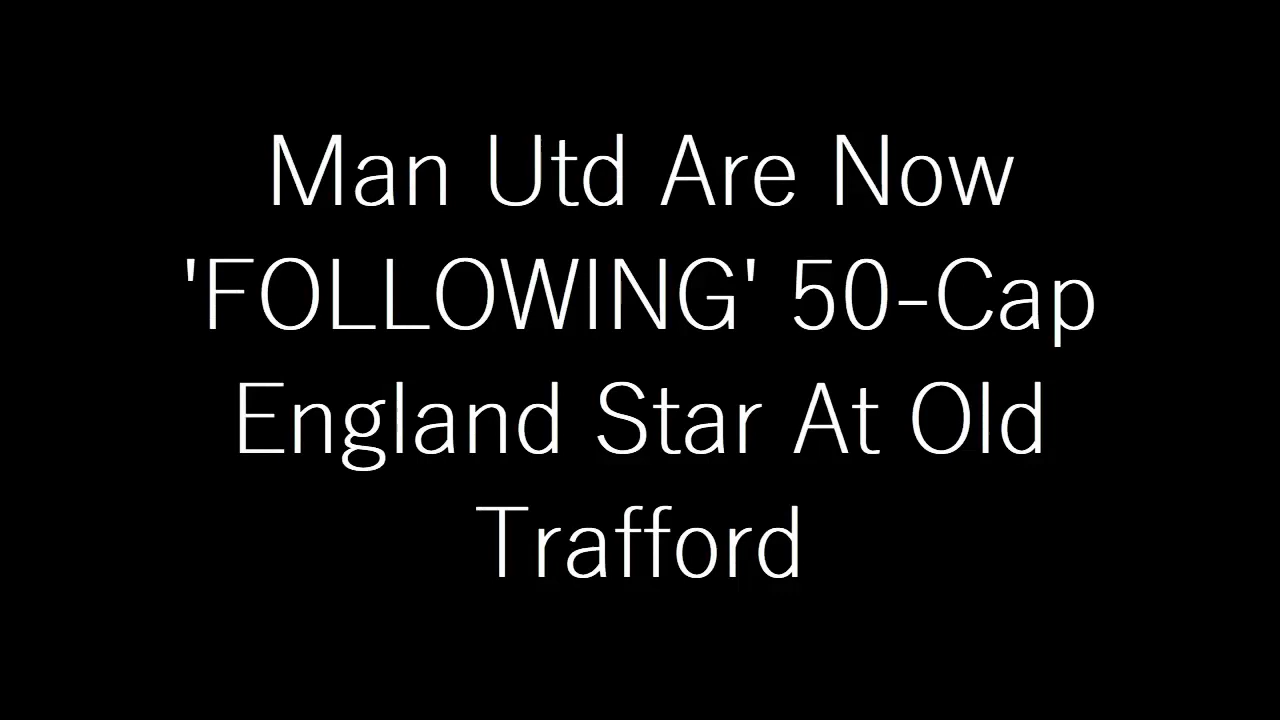 Man Utd Are Now
'FOLLOWING' 50-Cap
England Star At Old
Trafford